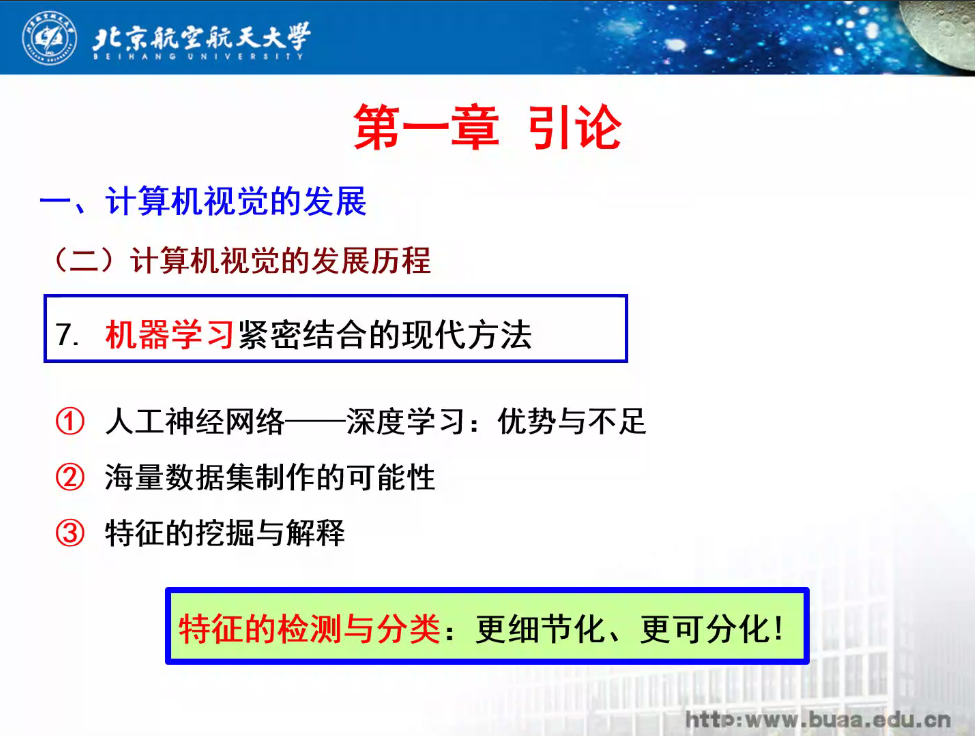 北京航空航天大學
BEIHANG UNIVERSITY
第一章 引论
一、计算机视觉的发展
（二）计算机视觉的发展历程
7. 机器学习紧密结合的现代方法
① 人工神经网络——深度学习：优势与不足
② 海量数据集制作的可能性
③ 特征的挖掘与解释
特征的检测与分类：更细节化、更可分化！
http:www.buaa.edu.cn